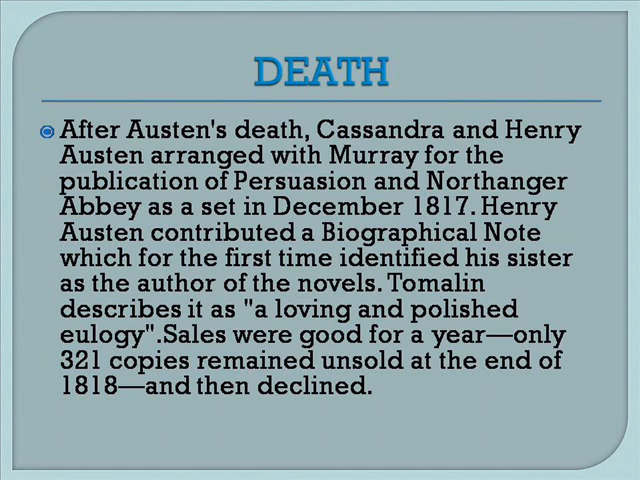 DEATH
After Austen's death, Cassandra and Henry
Austen arranged with Murray for the
publication of Persuasion and Northanger
Abbey as a set in December 1817. Henry
Austen contributed a Biographical Note
which for the first time identified his sister
as the author of the novels. Tomalin
describes it as "a loving and polished
eulogy".Sales were good for a year—only
321 copies remained unsold at the end of
1818—and then declined.